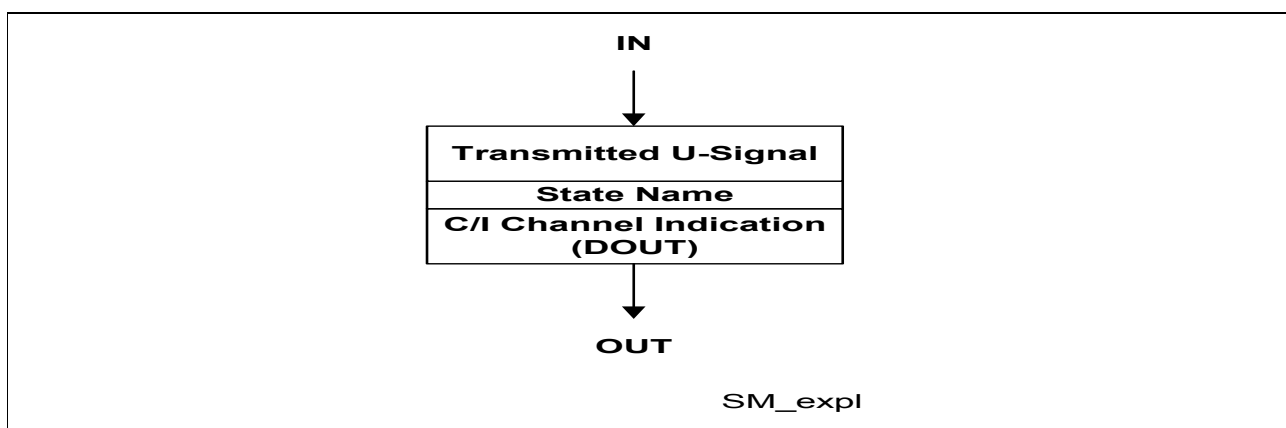 IN
Transmitted U-Signal
State Name
C/I Channel Indication
(DOUT)
OUT
SM_expl